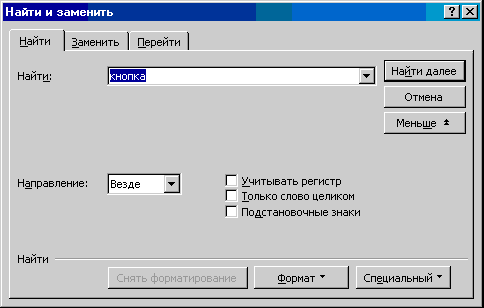 Найти и заменить
Найти Заменить Перейти
Найти: кнопка Найти далее
Отмена
Меньше
Направление: Везде Учитывать регистр
Только слово целиком
Подстановочные знаки
Найти
Снять форматирование Формат Специальный